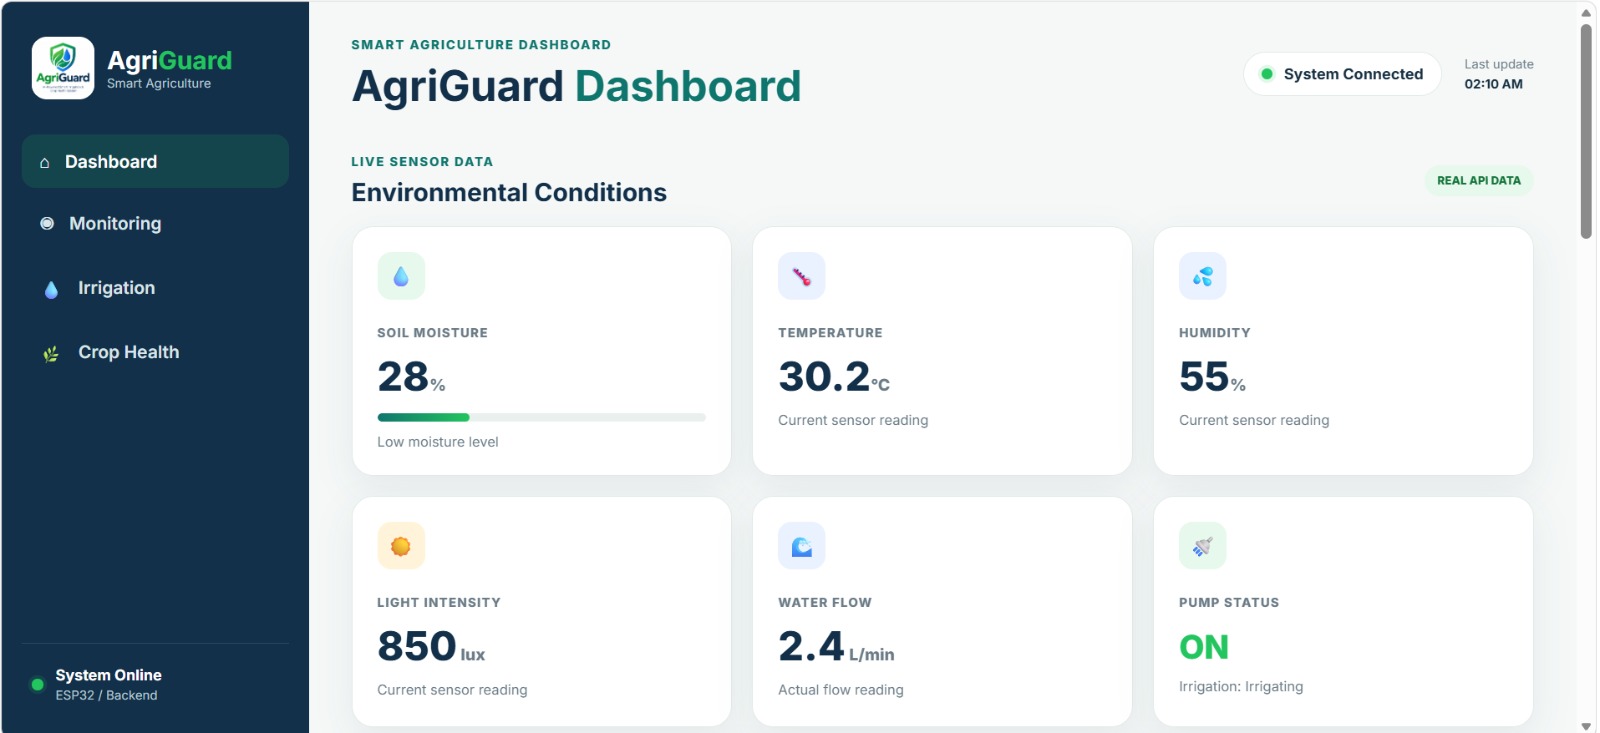 AgriGuard
AgriGuard
Smart Agriculture
Dashboard
Monitoring
Irrigation
Crop Health
System Online
ESP32 / Backend
SMART AGRICULTURE DASHBOARD
AgriGuard Dashboard
System Connected
Last update
02:10 AM
LIVE SENSOR DATA
Environmental Conditions
REAL API DATA
SOIL MOISTURE
28%
Low moisture level
TEMPERATURE
30.2°C
Current sensor reading
HUMIDITY
55%
Current sensor reading
LIGHT INTENSITY
850 lux
Current sensor reading
WATER FLOW
2.4 L/min
Actual flow reading
PUMP STATUS
ON
Irrigation: Irrigating